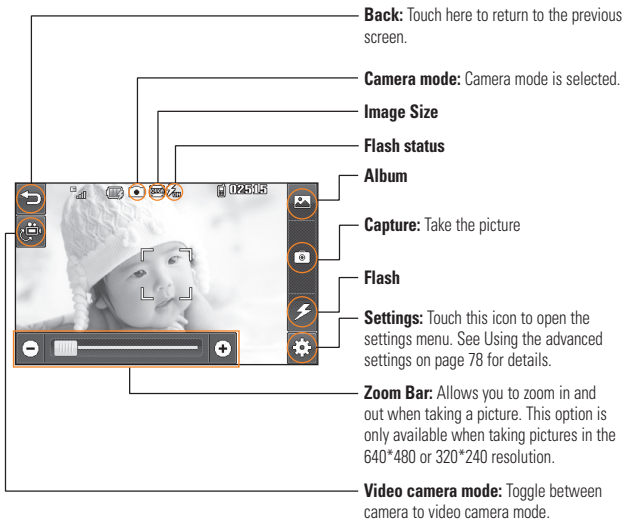 Back: Touch here to return to the previous
screen.
Camera mode: Camera mode is selected.
Image Size
Flash status
Album
02515
Capture: Take the picture
Flash
Settings: Touch this icon to open the
settings menu. See Using the advanced
settings on page 78 for details.
Zoom Bar: Allows you to zoom in and
out when taking a picture. This option is
only available when taking pictures in the
640*480 or 320*240 resolution.
Video camera mode: Toggle between
camera to video camera mode.